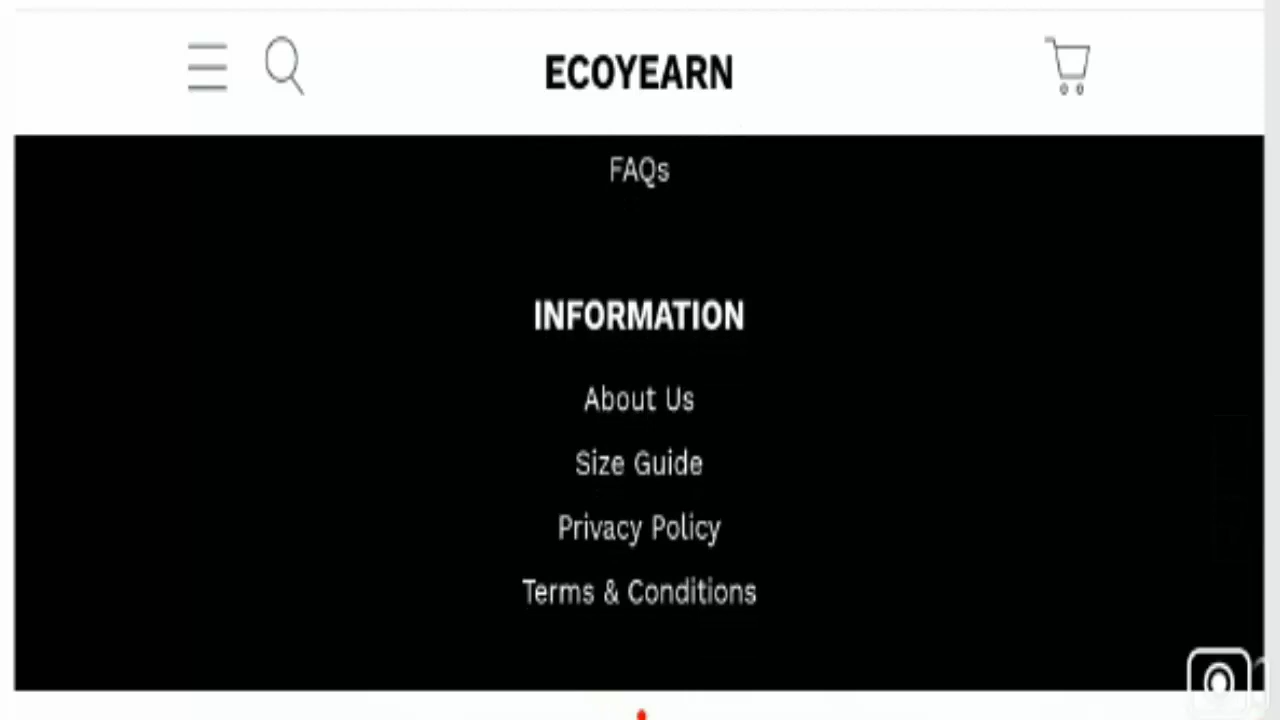 ECOYEARN
FAQs
INFORMATION
About Us
Size Guide
Privacy Policy
Terms & Conditions